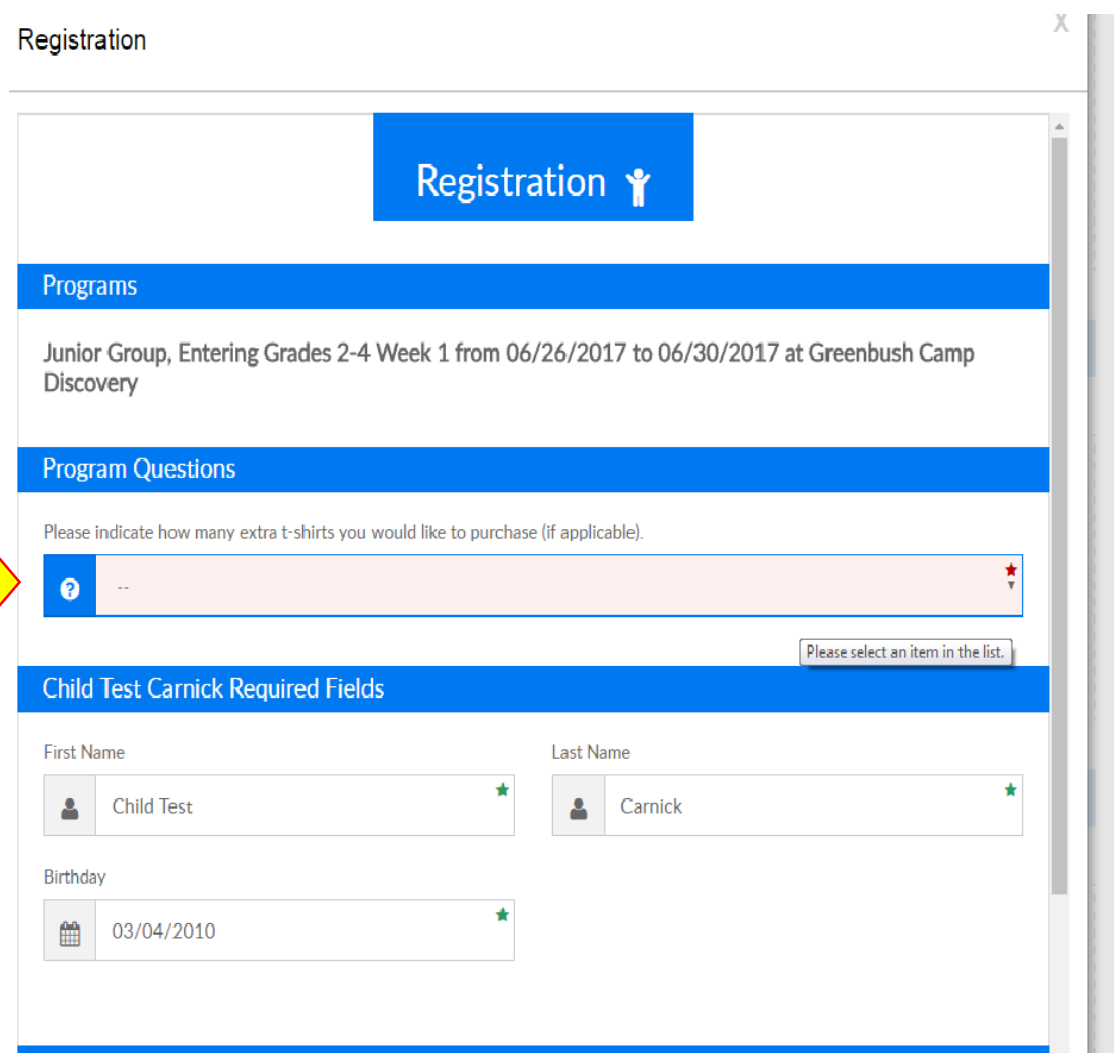 X
Registration
Registration
Programs
Junior Group, Entering Grades 2-4 Week 1 from 06/26/2017 to 06/30/2017 at Greenbush Camp
Discovery
Program Questions
Please indicate how many extra t-shirts you would like to purchase (if applicable).
? --
Please select an item in the list.
Child Test Carnick Required Fields
First Name Last Name
Child Test Carnick
Birthday
03/04/2010